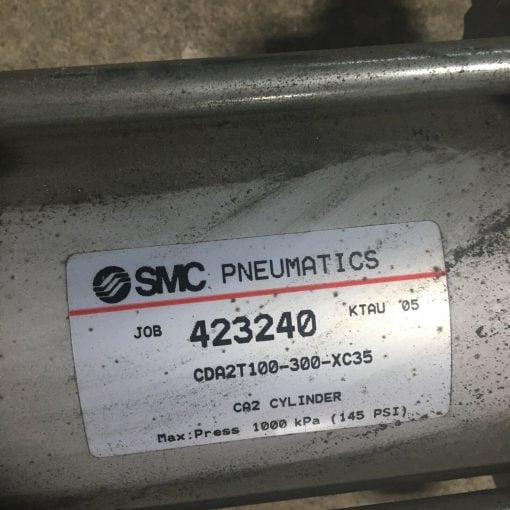 SMC PNEUMATICS
JOB 423240 KTAU '05
CDA2T100-300-XC35
CA2 CYLINDER
Max.Press 1000 kPa (145 PSI)